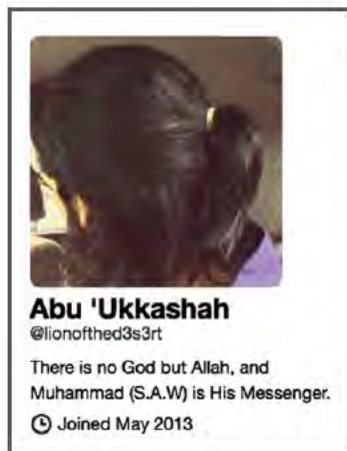 Abu 'Ukkashah
@lionofthed3s3rt
There is no God but Allah, and
Muhammad (S.A.W) is His Messenger.
Joined May 2013